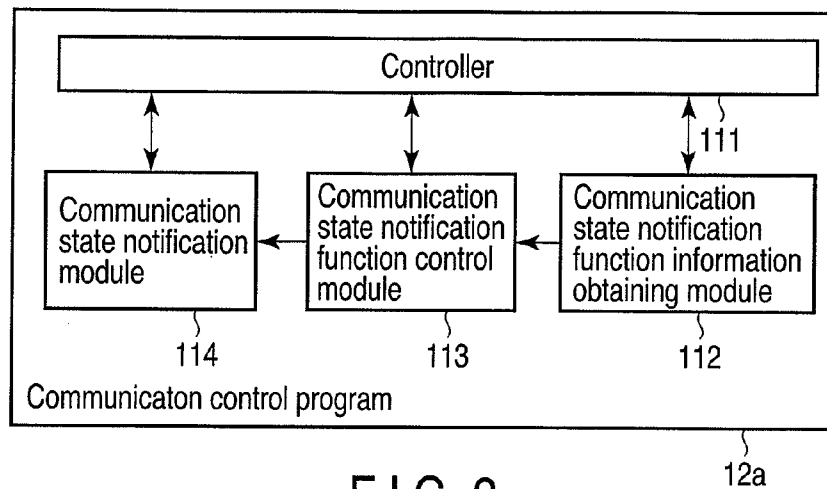 Controller
111
Communication
state notification
module
Communication
state notification
function control
module
Communication
state notification
function information
obtaining module
114
113
112
Communicaton control program
12a